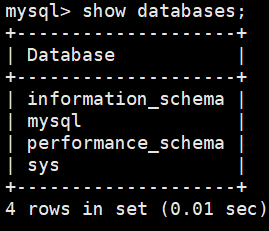 mysql> show databases;
+--------------------+
| Database           |
+--------------------+
| information_schema |
| mysql              |
| performance_schema |
| sys                |
+--------------------+
4 rows in set (0.01 sec)